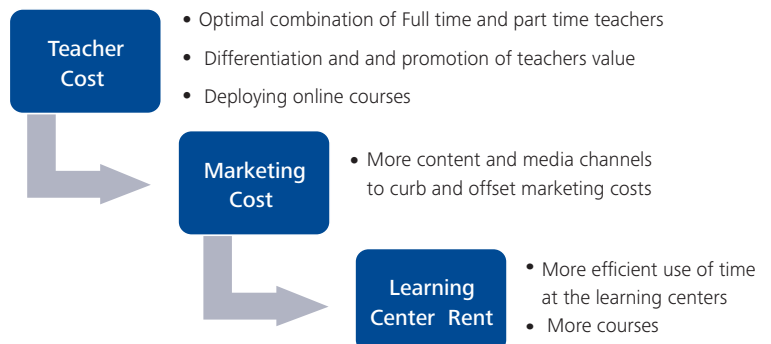 Teacher
Cost
• Optimal combination of Full time and part time teachers
• Differentiation and and promotion of teachers value
• Deploying online courses
Marketing
Cost
• More content and media channels
to curb and offset marketing costs
Learning
Center Rent
• More efficient use of time
at the learning centers
• More courses